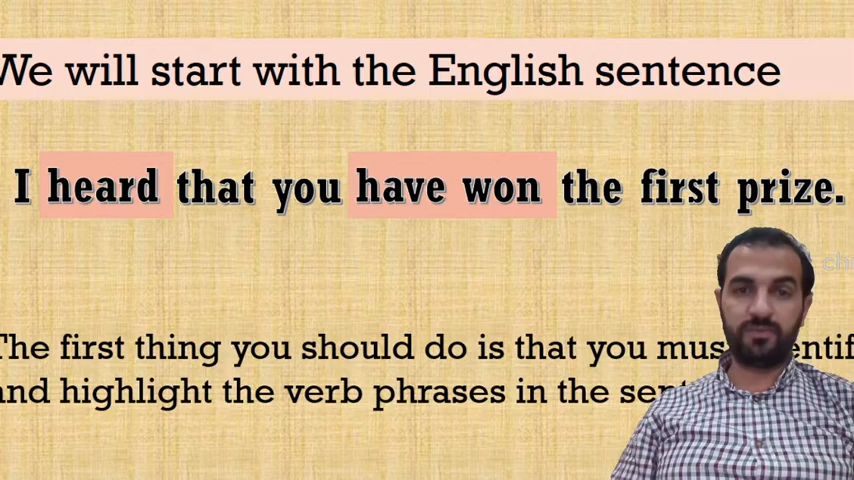 We will start with the English sentence
I heard that you have won the first prize.
The first thing you should do is that you
and highlight the verb phrases in the